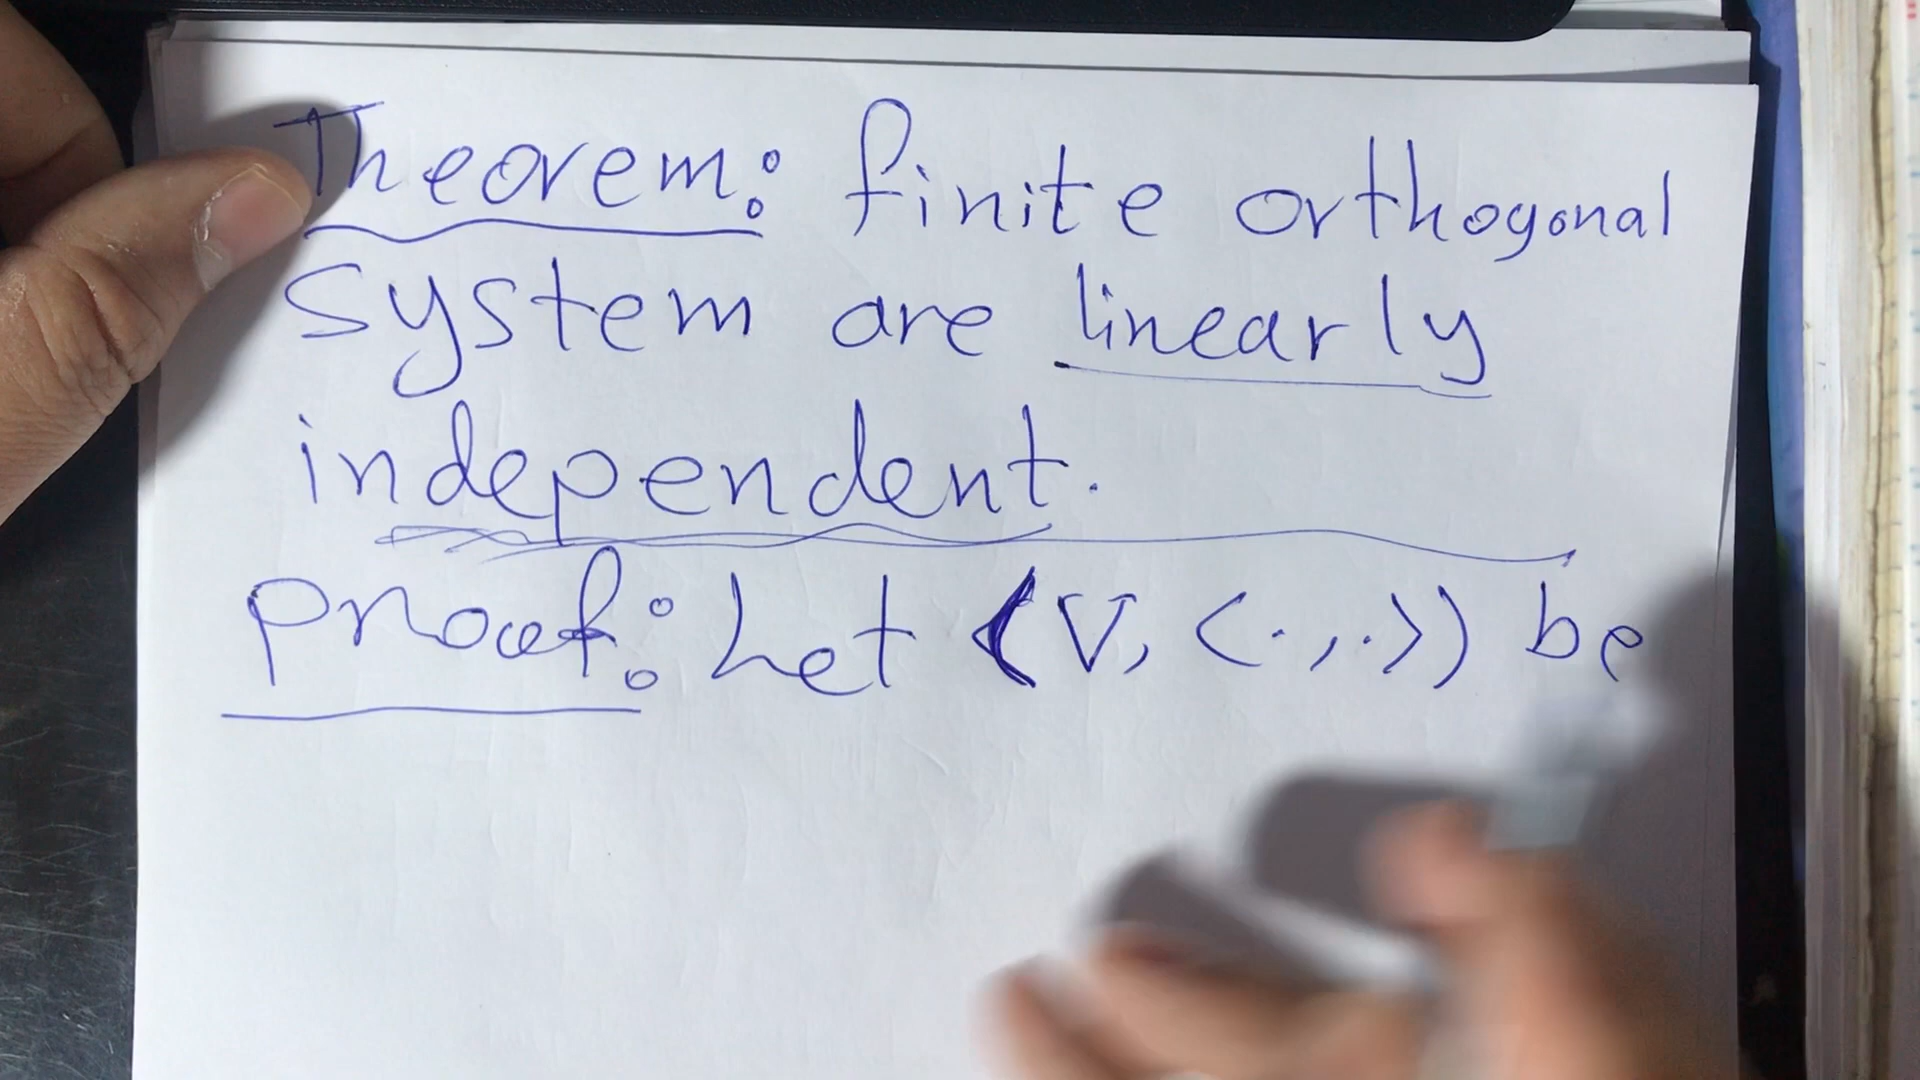 Theorem: finite orthogonal
system are linearly
independent.
proof: Let (V, <.,.>) be